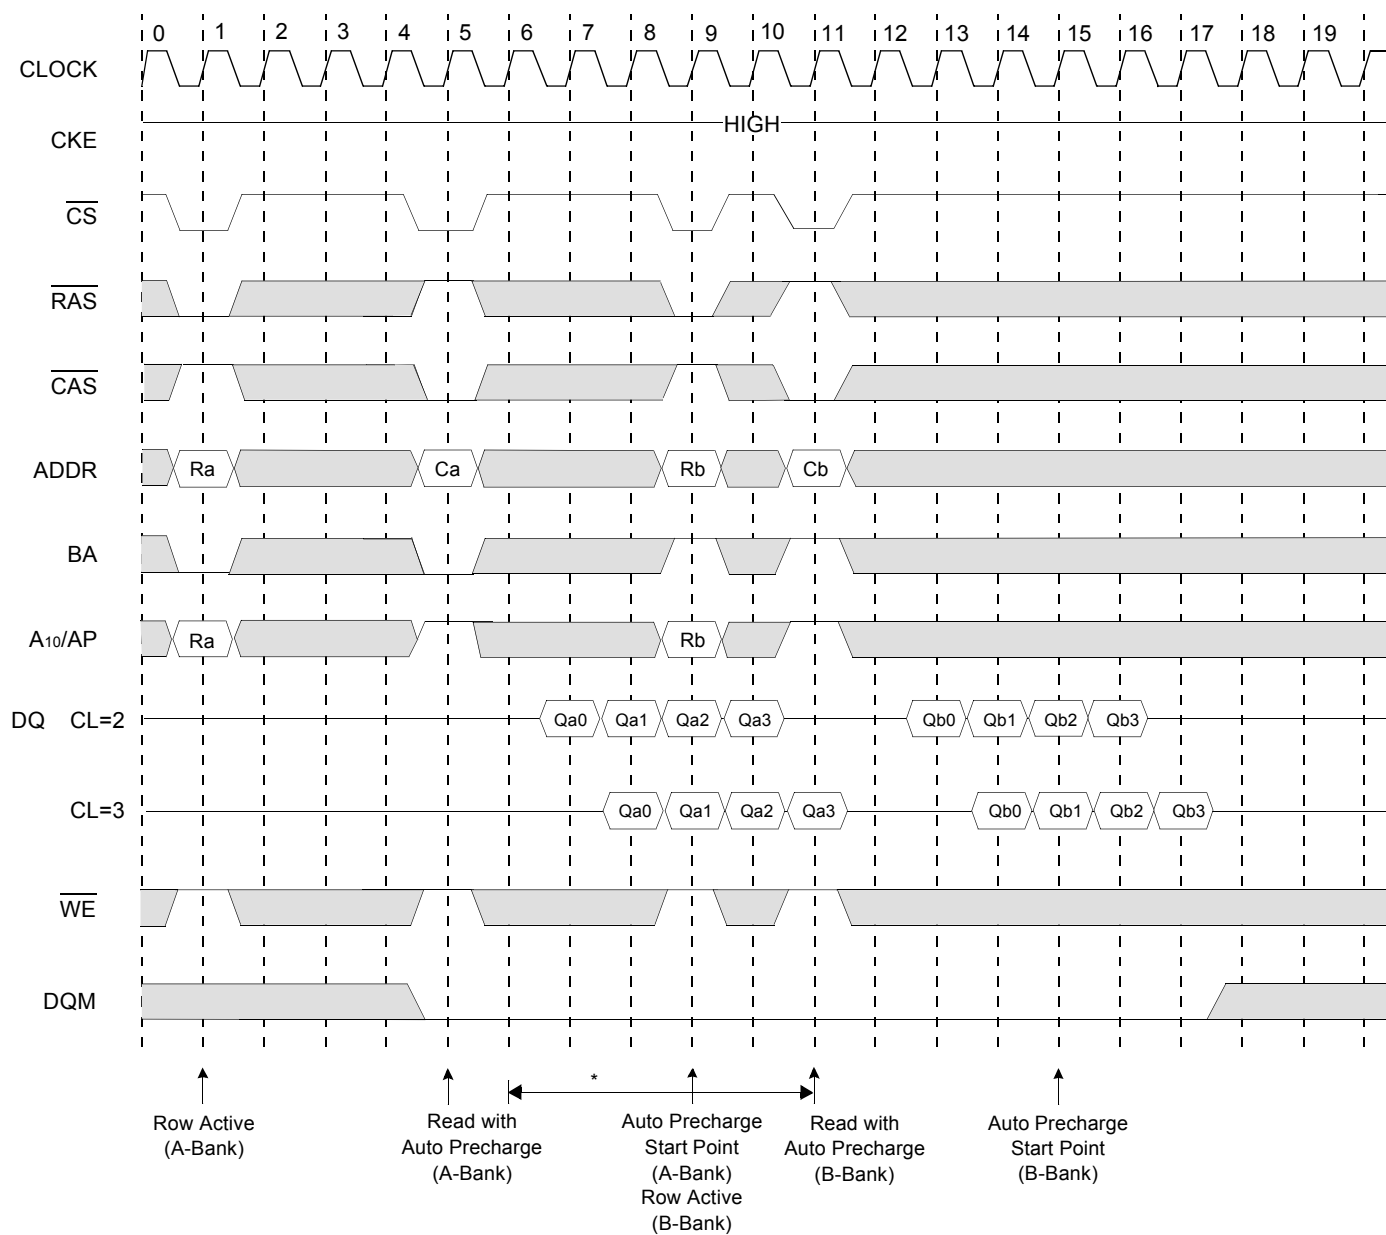 0 1 2 3 4 5 6 7 8 9 10 11 12 13 14 15 16 17 18 19
CLOCK
HIGH
CKE
CS
RAS
CAS
ADDR Ra Ca Rb Cb
BA
A10/AP Ra Rb
DQ CL=2 Qa0 Qa1 Qa2 Qa3 Qb0 Qb1 Qb2 Qb3
CL=3 Qa0 Qa1 Qa2 Qa3 Qb0 Qb1 Qb2 Qb3
WE
DQM
*
Row Active
(A-Bank)
Read with
Auto Precharge
(A-Bank)
Auto Precharge
Start Point
(A-Bank)
Row Active
(B-Bank)
Read with
Auto Precharge
(B-Bank)
Auto Precharge
Start Point
(B-Bank)